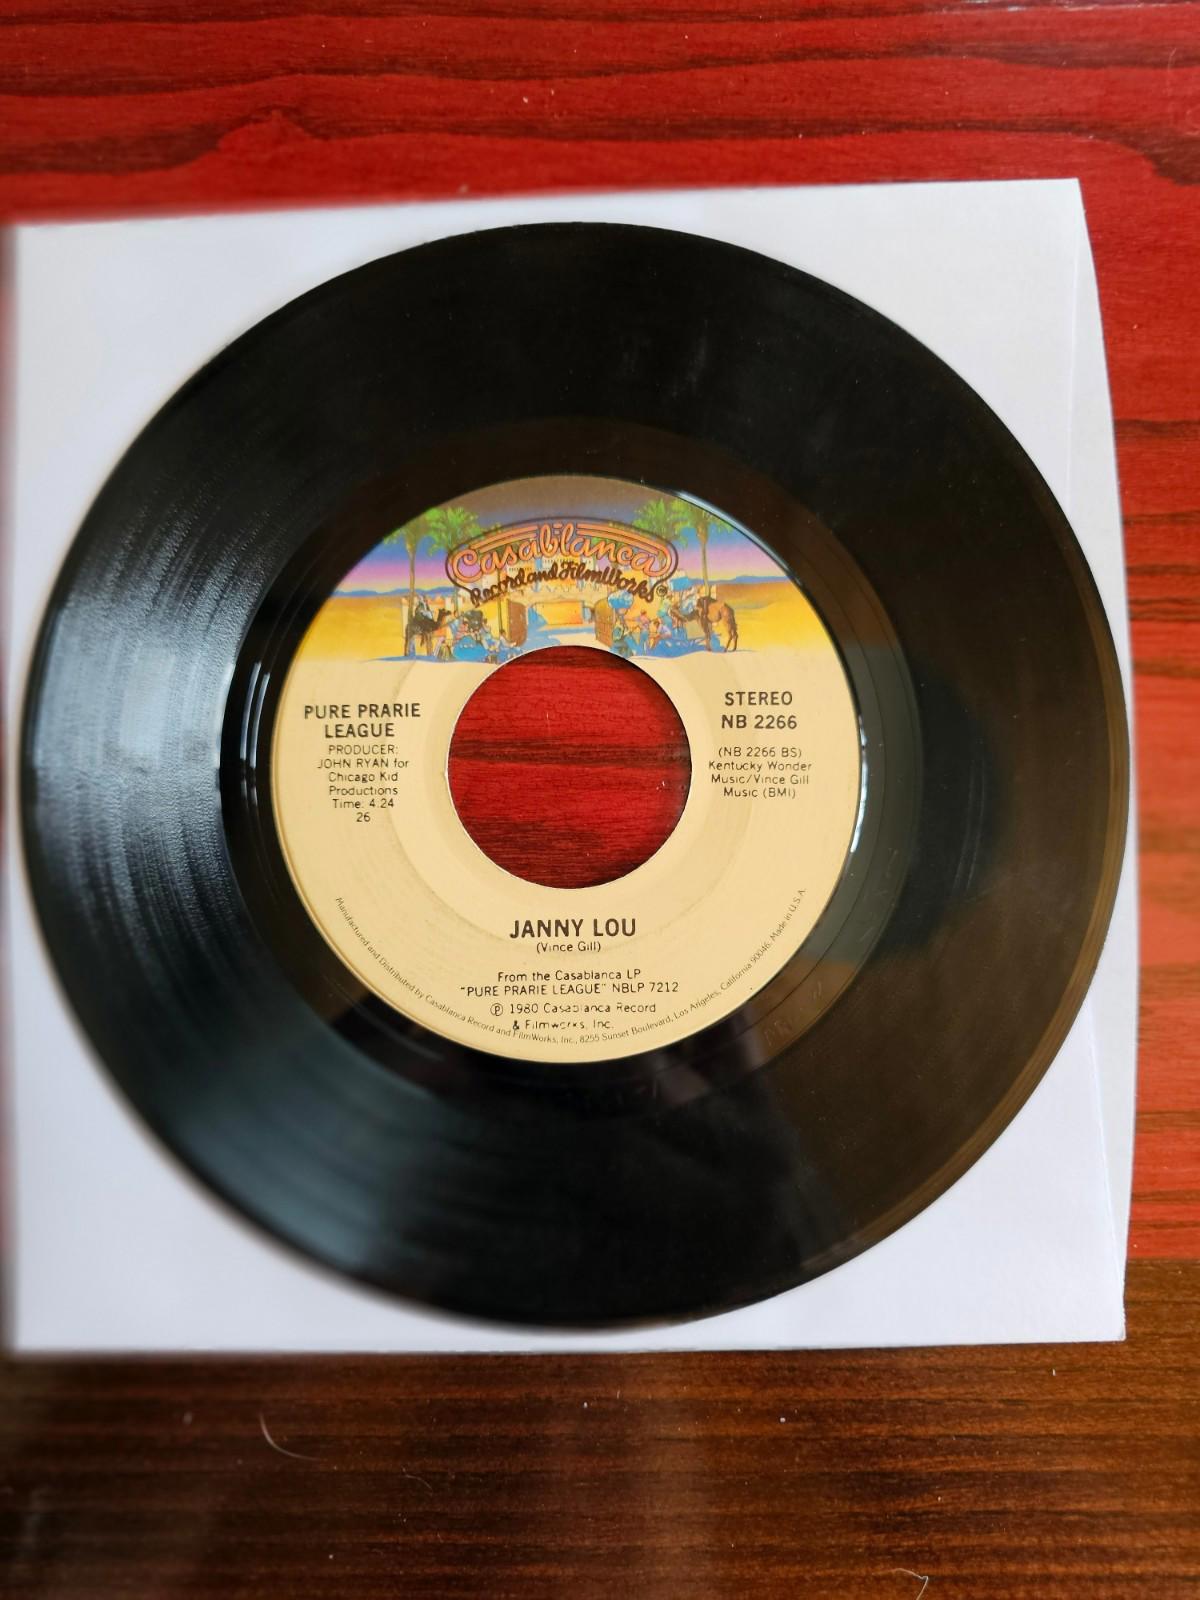 Casablanca
Record and FilmWorks
PURE PRARIE
LEAGUE
PRODUCER:
JOHN RYAN for
Chicago Kid
Productions
Time: 4:24
26
STEREO
NB 2266
(NB 2266 BS)
Kentucky Wonder
Music/Vince Gill
Music (BMI)
JANNY LOU
(Vince Gill)
From the Casablanca LP
"PURE PRARIE LEAGUE" NBLP 7212
℗ 1980 Casablanca Record
& Filmworks, Inc.
Manufactured and Distributed by Casablanca Record and FilmWorks, Inc., 8255 Sunset Boulevard, Los Angeles, California 90046. Made in U.S.A.